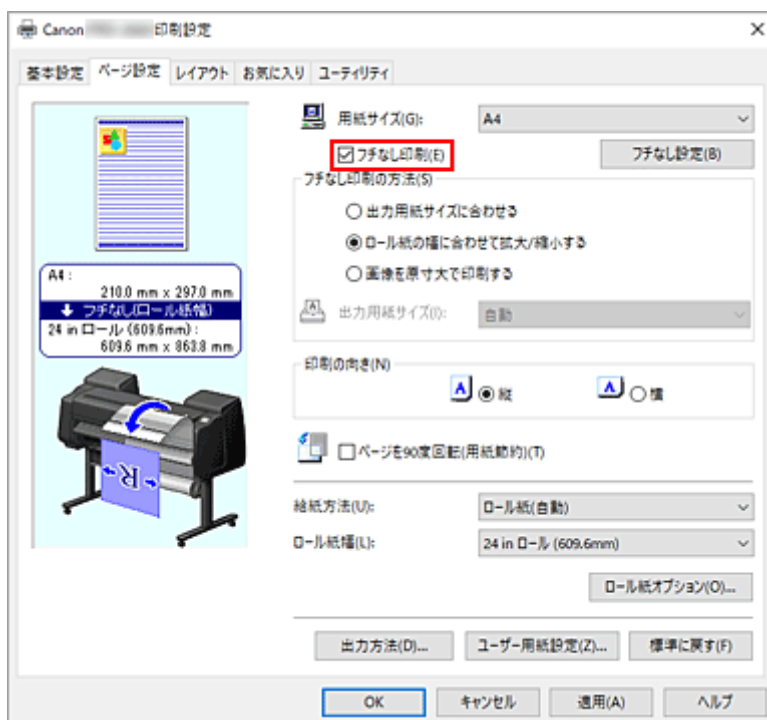 Canon 印刷設定
基本設定 ページ設定 レイアウト お気に入り ユーティリティ
用紙サイズ(G): A4
フチなし印刷(E) フチなし設定(B)
フチなし印刷の方法(S)
出力用紙サイズに合わせる
ロール紙の幅に合わせて拡大/縮小する
画像を原寸大で印刷する
出力用紙サイズ(I): 自動
A4 :
210.0 mm x 297.0 mm
フチなし(ロール紙幅)
24 in ロール (609.6mm) :
609.6 mm x 863.8 mm
印刷の向き(N)
A 縦 A 横
R
ページを90度回転(用紙節約)(T)
給紙方法(U): ロール紙(自動)
ロール紙幅(L): 24 in ロール (609.6mm)
ロール紙オプション(O)...
出力方法(D)... ユーザー用紙設定(Z)... 標準に戻す(F)
OK キャンセル 適用(A) ヘルプ